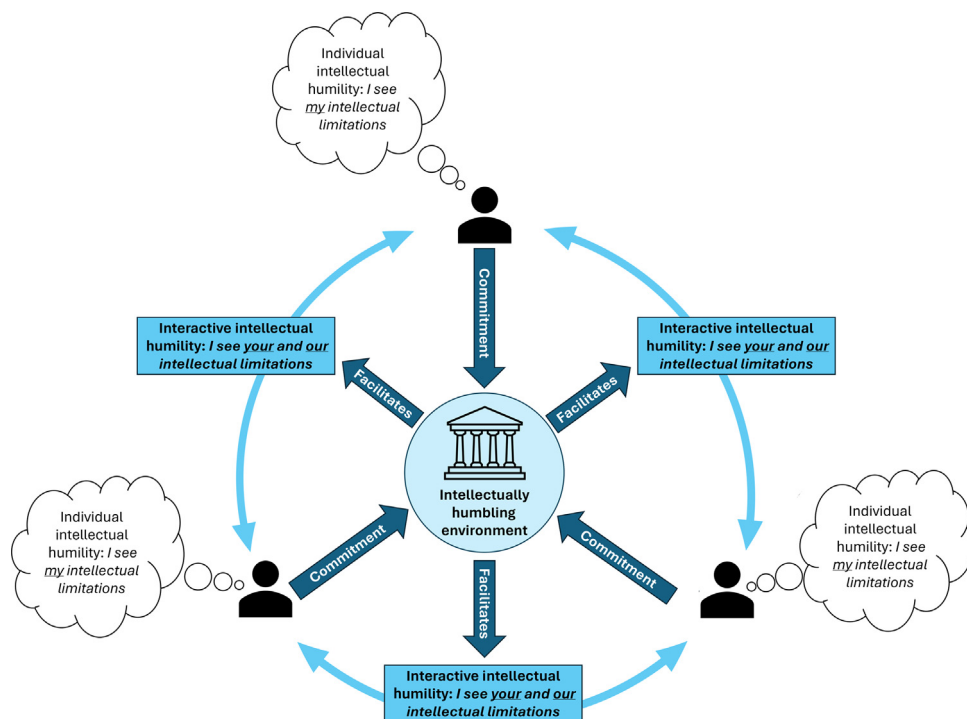 Individual
intellectual
humility: I see
my intellectual
limitations
Commitment
Interactive intellectual
humility: I see your and our
intellectual limitations
Interactive intellectual
humility: I see your and our
intellectual limitations
Facilitates
Facilitates
Intellectually
humbling
environment
Individual
intellectual
humility: I see
my intellectual
limitations
Commitment
Commitment
Individual
intellectual
humility: I see
my intellectual
limitations
Facilitates
Interactive intellectual
humility: I see your and our
intellectual limitations